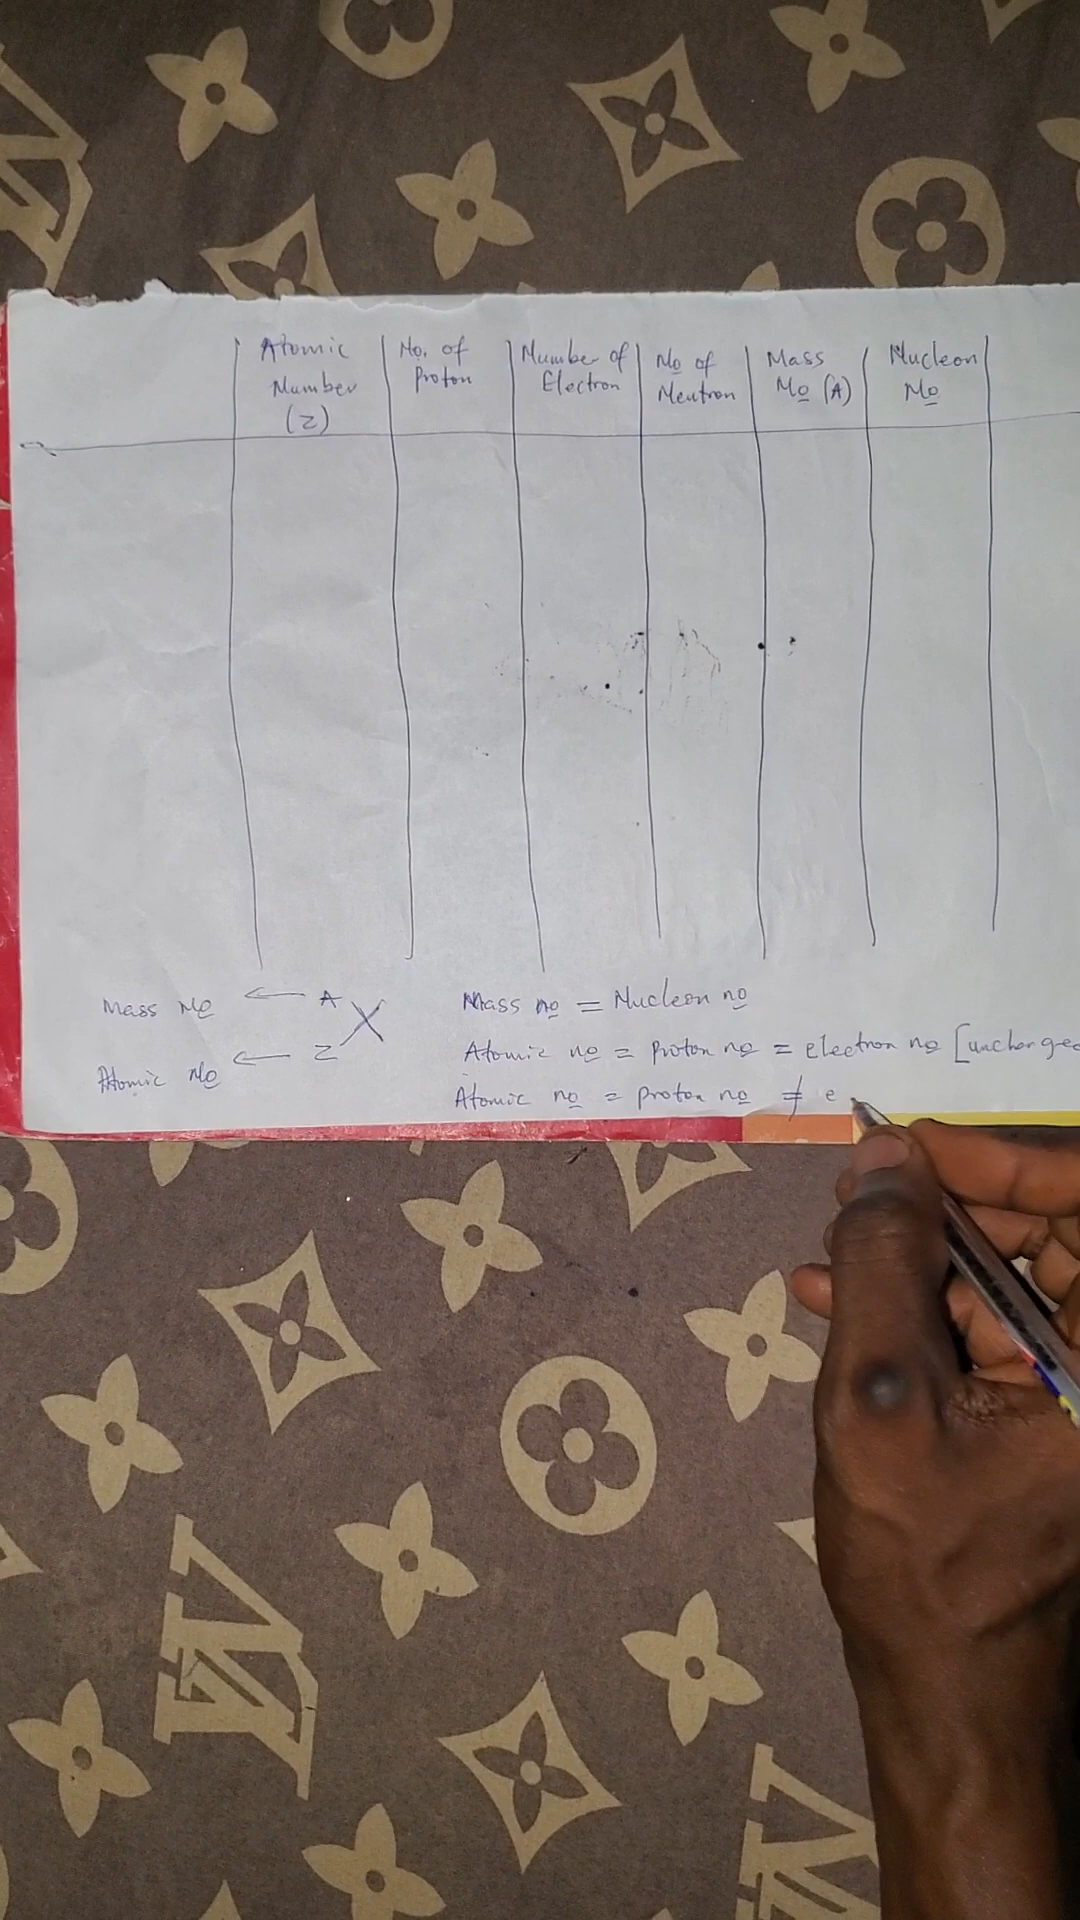 Atomic Number (Z)
No. of Proton
Number of Electron
No of Neutron
Mass No (A)
Nucleon No
Mass No ← A X
Atomic No ← Z
Mass no = Nucleon no
Atomic no = proton no = electron no [uncharged
Atomic no = proton no ≠ e